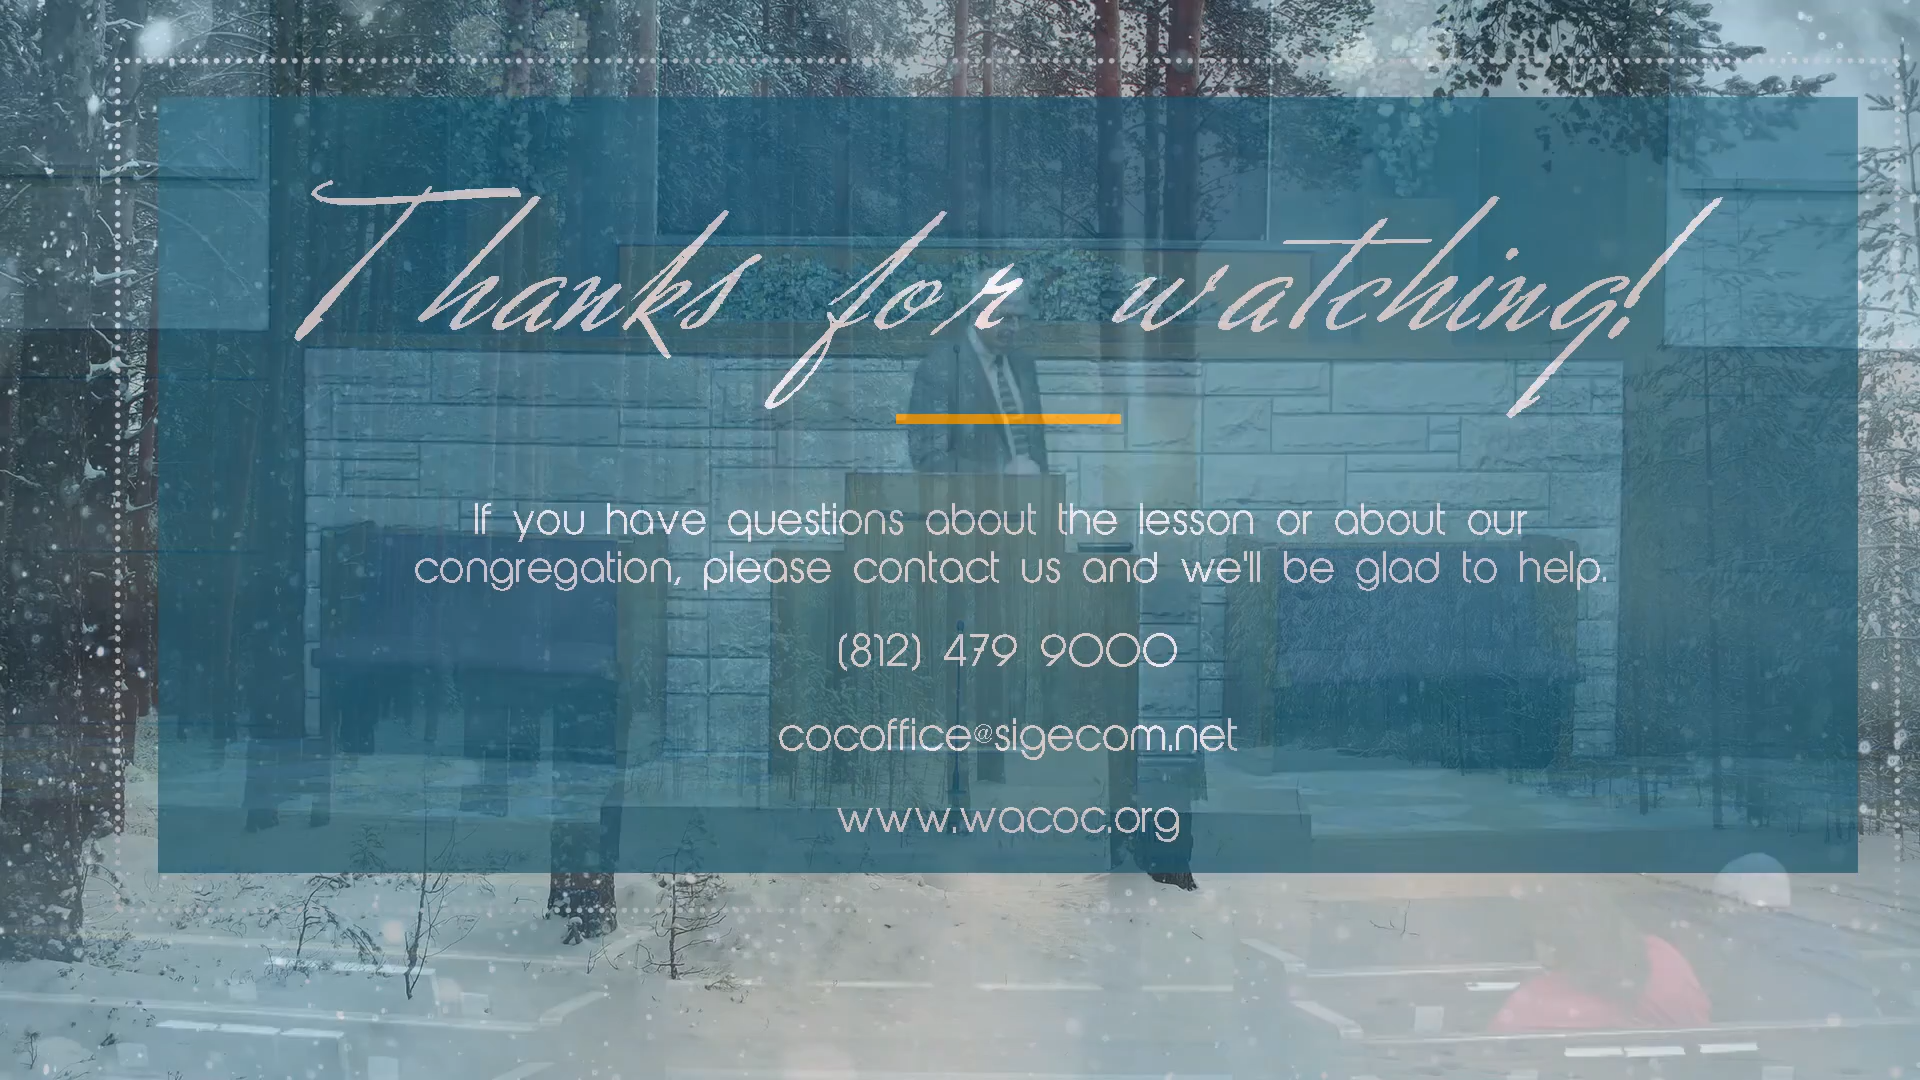 Thanks for watching!
If you have questions about the lesson or about our
congregation, please contact us and we'll be glad to help.
(812) 479 9000
cocoffice@sigecom.net
www.wacoc.org